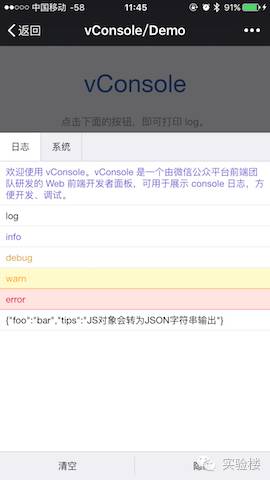 中国移动 -58
11:45
91%
返回
vConsole/Demo
vConsole
点击下面的按钮，即可打印 log。
日志
系统
欢迎使用 vConsole。vConsole 是一个由微信公众平台前端团
队研发的 Web 前端开发者面板，可用于展示 console 日志，方
便开发、调试。
log
info
debug
warn
error
{"foo":"bar","tips":"JS对象会转为JSON字符串输出"}
清空
实验楼